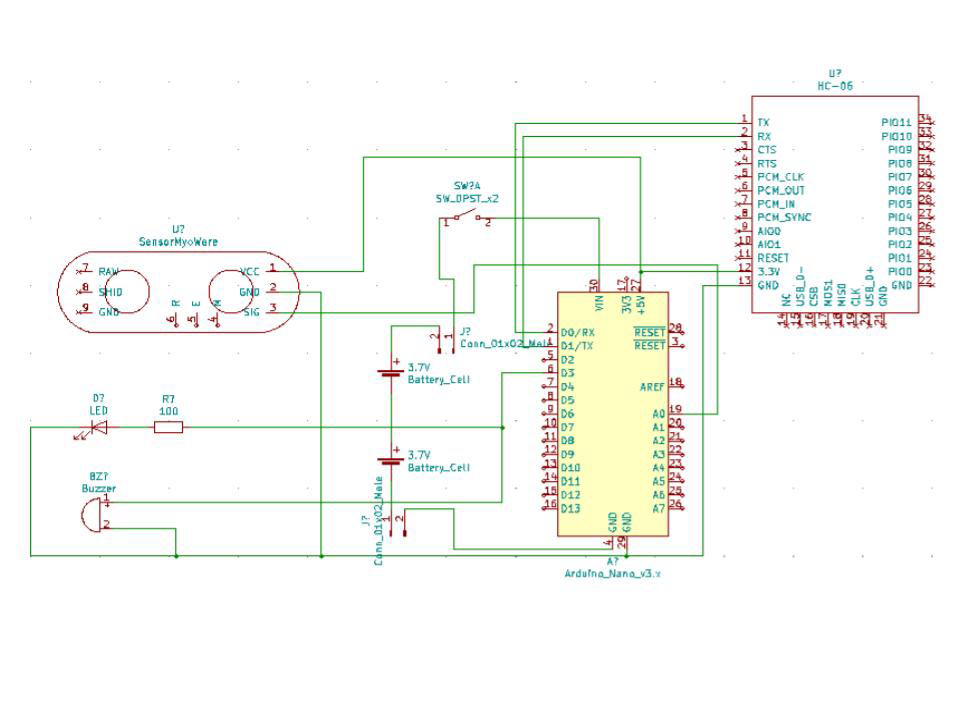 U?
HC-06
1 TX
2 RX
3 CTS
4 RTS
5 PCM_CLK
6 PCM_OUT
7 PCM_IN
8 PCM_SYNC
9 AIO0
10 AIO1
11 RESET
12 3.3V
13 GND
PIO11 34
PIO10 33
PIO9 32
PIO8 31
PIO7 30
PIO6 29
PIO5 28
PIO4 27
PIO3 26
PIO2 25
PIO1 24
PIO0 23
GND 22
NC
USB_D-
CSB
MOSI
MISO
CLK
USB_D+
GND
14
15
16
17
18
19
20
21
SW?A
SW_DPST_x2
1
2
U?
SensorMyoWare
7 RAW
8 SHID
9 GND
VCC 1
GND 2
SIG 3
R
E
M
6
5
4
J?
Conn_01x02_Male
2
1
+
3.7V
Battery_Cell
+
3.7V
Battery_Cell
J?
Conn_01x02_Male
1
2
D?
LED
R?
100
BZ?
Buzzer
1
+
2
30
17
27
VIN
3V3
+5V
2 D0/RX
1 D1/TX
5 D2
6 D3
7 D4
8 D5
9 D6
10 D7
11 D8
12 D9
13 D10
14 D11
15 D12
16 D13
RESET 28
RESET 3
AREF 18
A0 19
A1 20
A2 21
A3 22
A4 23
A5 24
A6 25
A7 26
GND
GND
4
29
A?
Arduino_Nano_v3.x